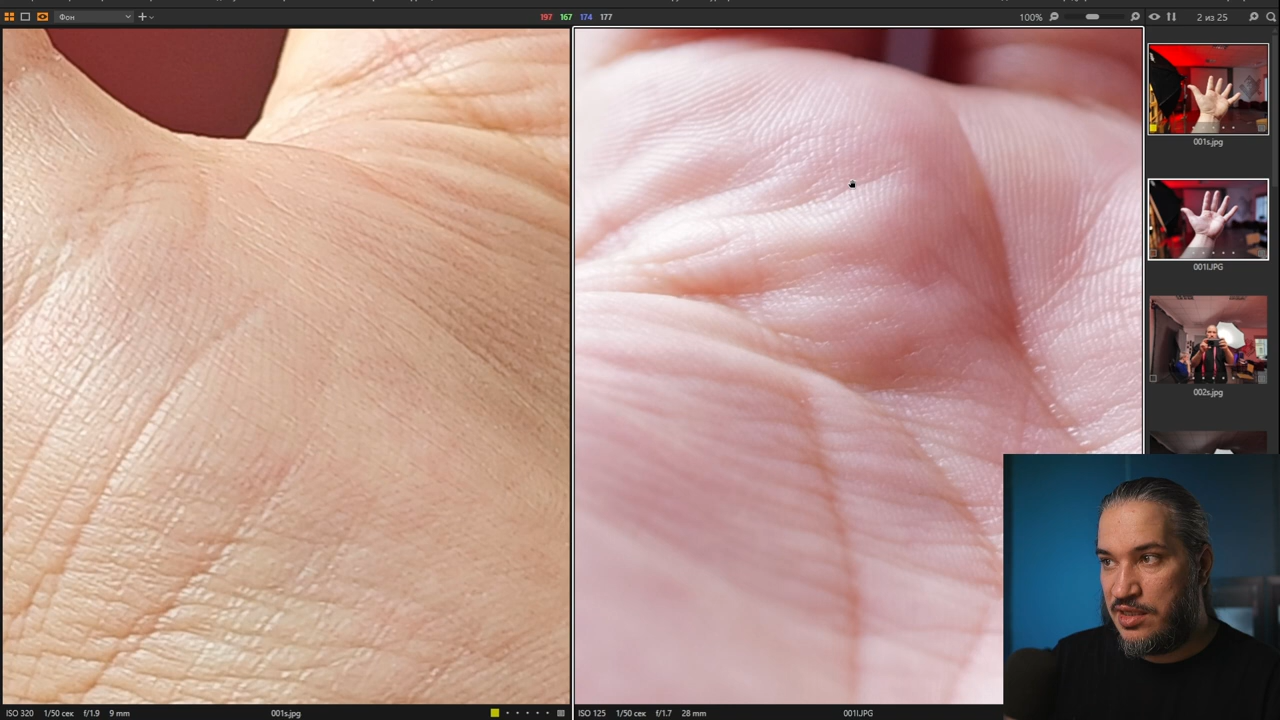 Фон
197 167 174 177
100%
2 из 25
001s.jpg
001l.JPG
002s.jpg
ISO 320 1/50 сек f/1.9 9 mm
001s.jpg
ISO 125 1/50 сек f/1.7 28 mm
001l.JPG